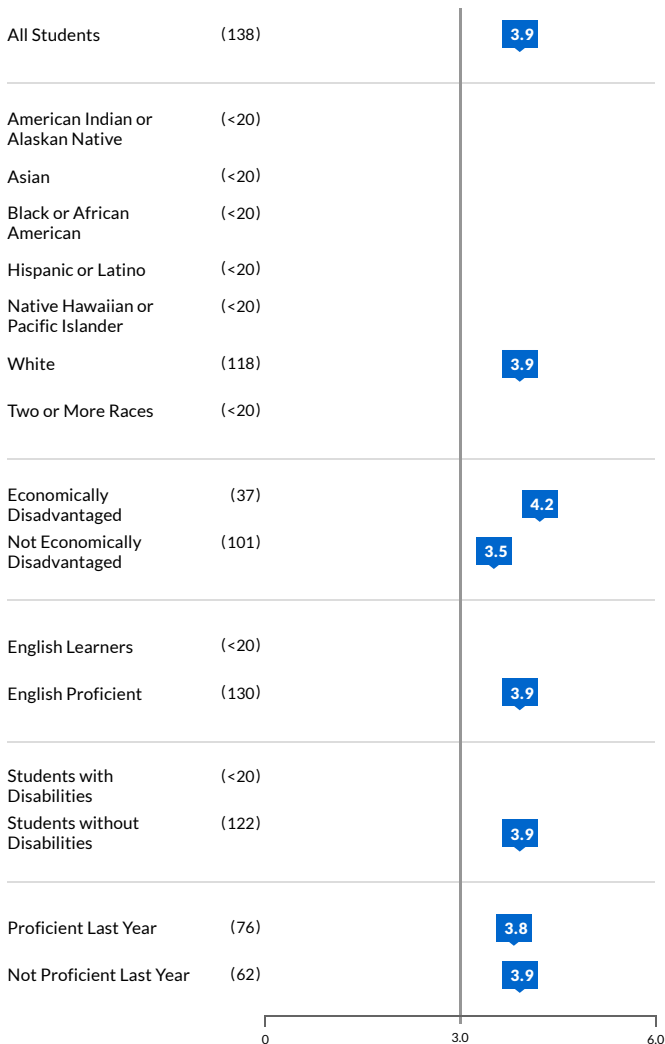 All Students (138) 3.9
American Indian or (<20)
Alaskan Native
Asian (<20)
Black or African (<20)
American
Hispanic or Latino (<20)
Native Hawaiian or (<20)
Pacific Islander
White (118) 3.9
Two or More Races (<20)
Economically (37) 4.2
Disadvantaged
Not Economically (101) 3.5
Disadvantaged
English Learners (<20)
English Proficient (130) 3.9
Students with (<20)
Disabilities
Students without (122) 3.9
Disabilities
Proficient Last Year (76) 3.8
Not Proficient Last Year (62) 3.9
0 3.0 6.0